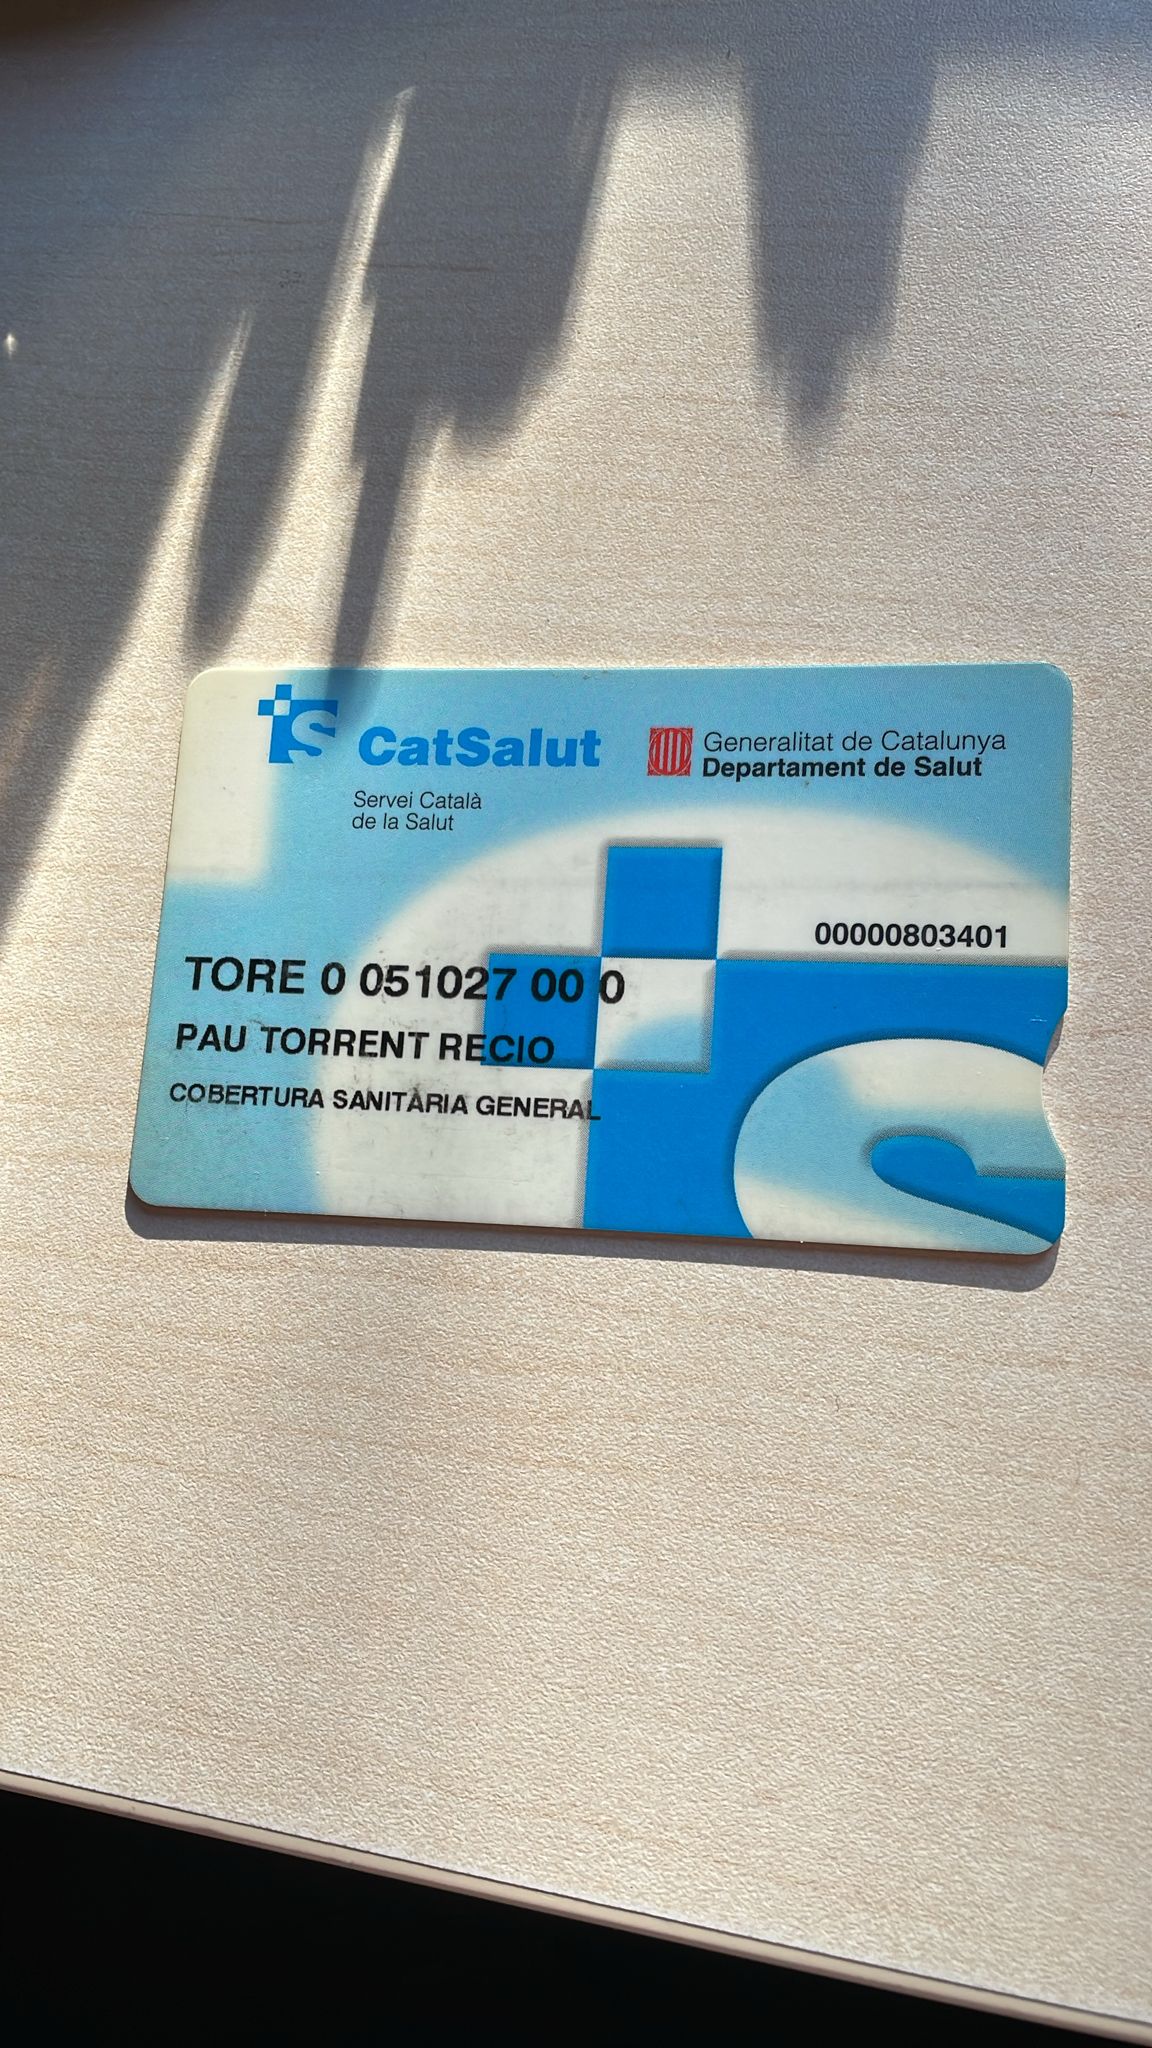 CatSalut
Servei Català
de la Salut
Generalitat de Catalunya
Departament de Salut
00000803401
TORE 0 051027 00 0
PAU TORRENT RECIO
COBERTURA SANITÀRIA GENERAL